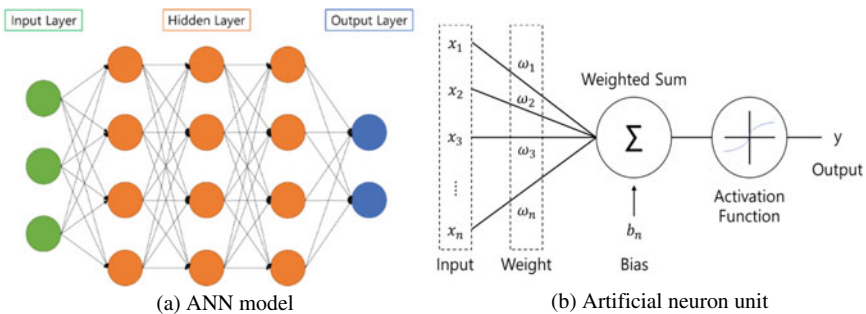 Input Layer
Hidden Layer
Output Layer
(a) ANN model
x₁
x₂
x₃
....
xₙ
Input
ω₁
ω₂
ω₃
ωₙ
Weight
Weighted Sum
Σ
bₙ
Bias
Activation
Function
y
Output
(b) Artificial neuron unit